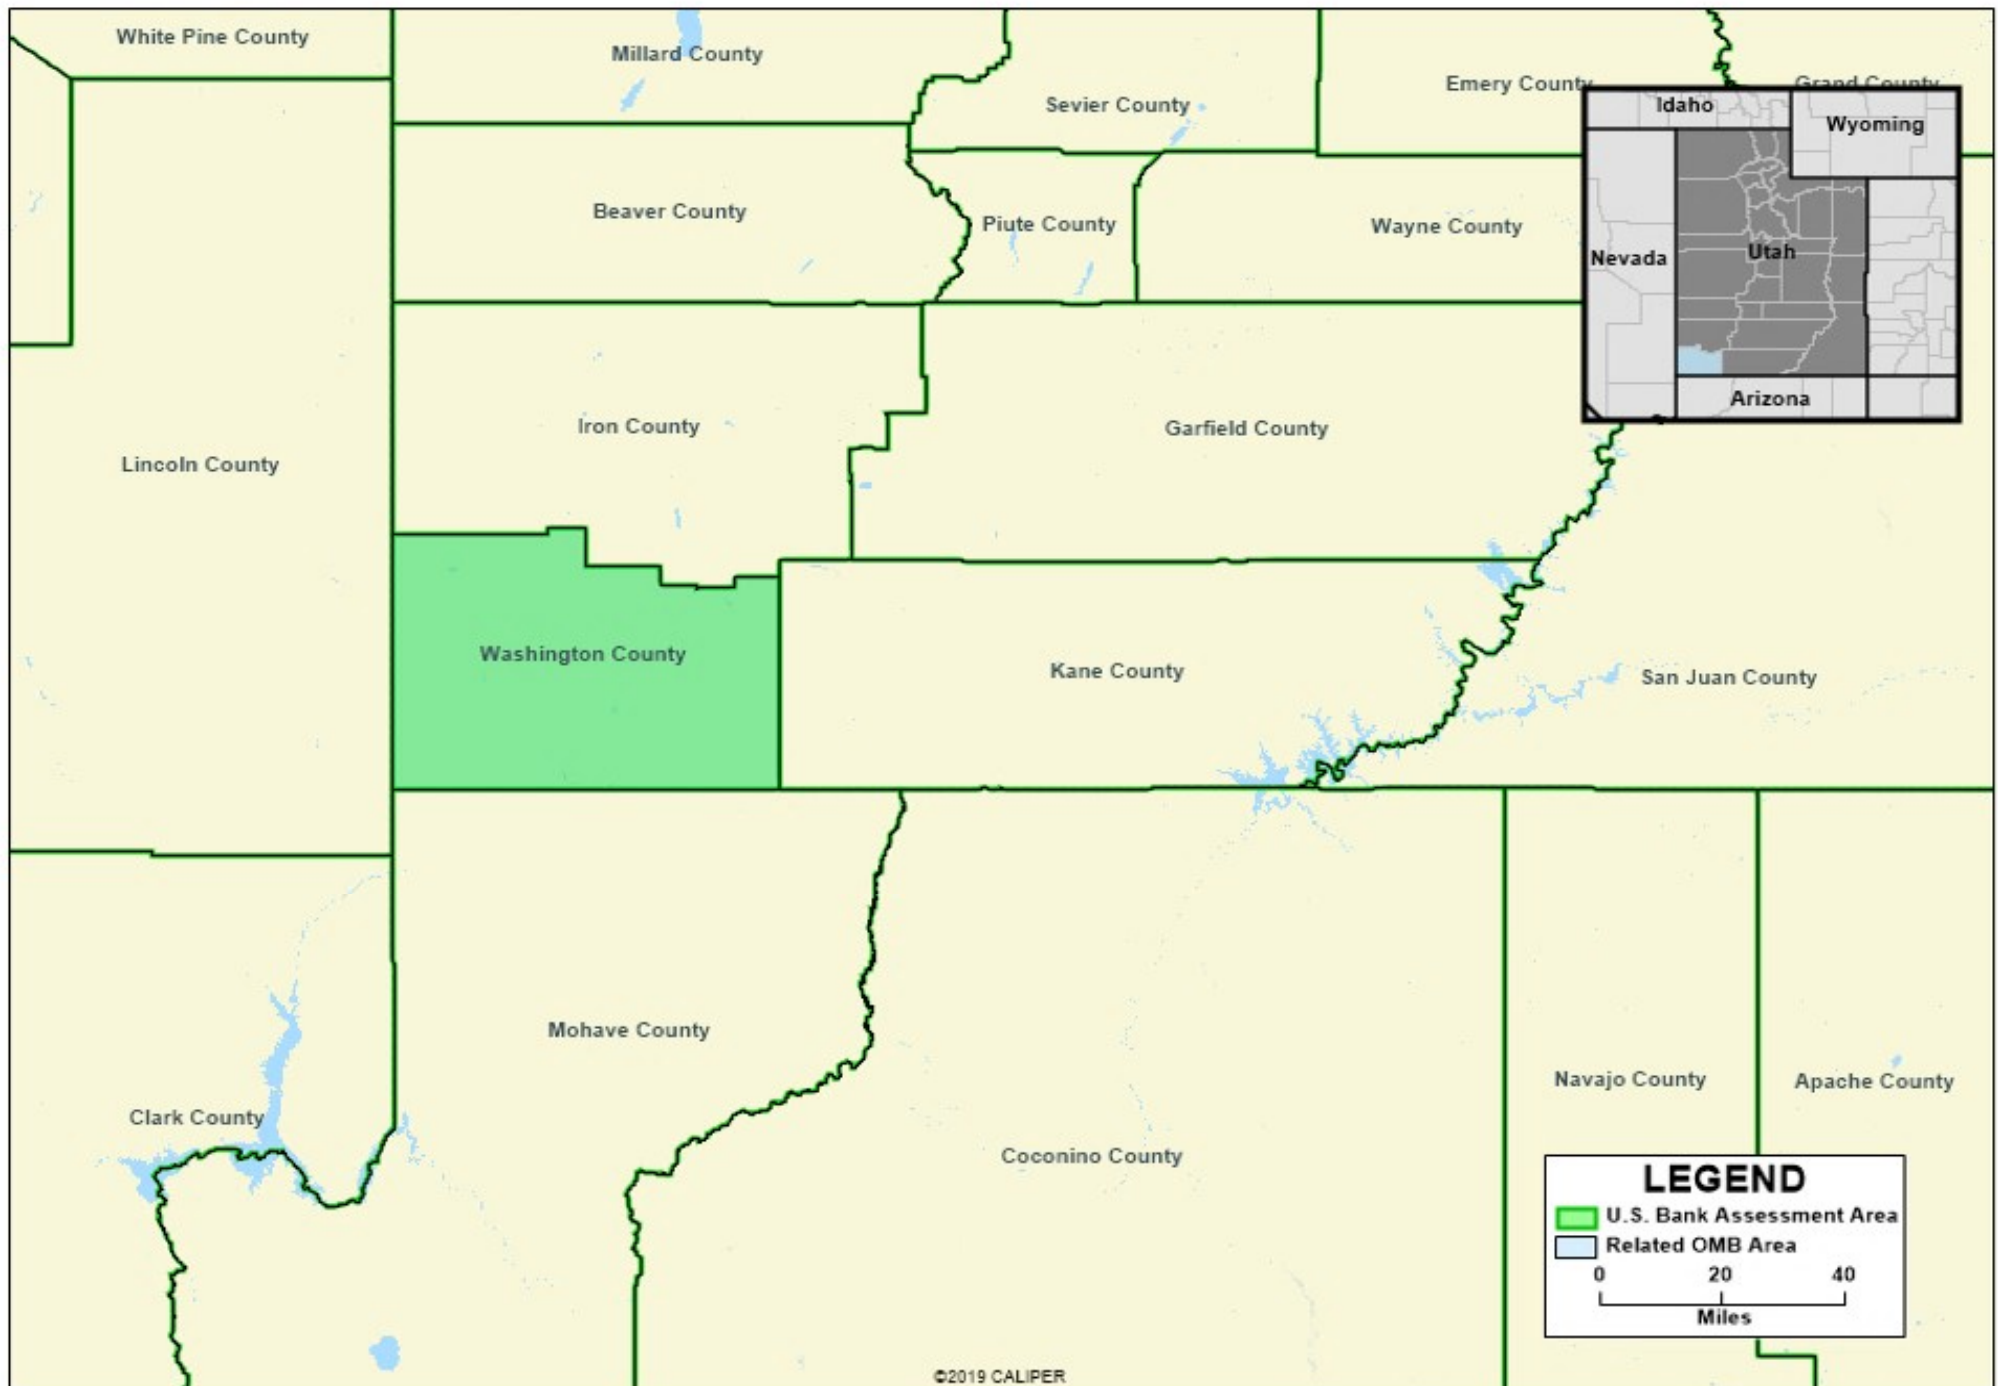 White Pine County
Millard County
Sevier County
Emery County
Grand County
Idaho
Wyoming
Beaver County
Piute County
Wayne County
Nevada
Utah
Arizona
Iron County
Garfield County
Lincoln County
Washington County
Kane County
San Juan County
Mohave County
Navajo County
Apache County
Clark County
Coconino County
LEGEND
U.S. Bank Assessment Area
Related OMB Area
0 20 40
Miles
©2019 CALIPER